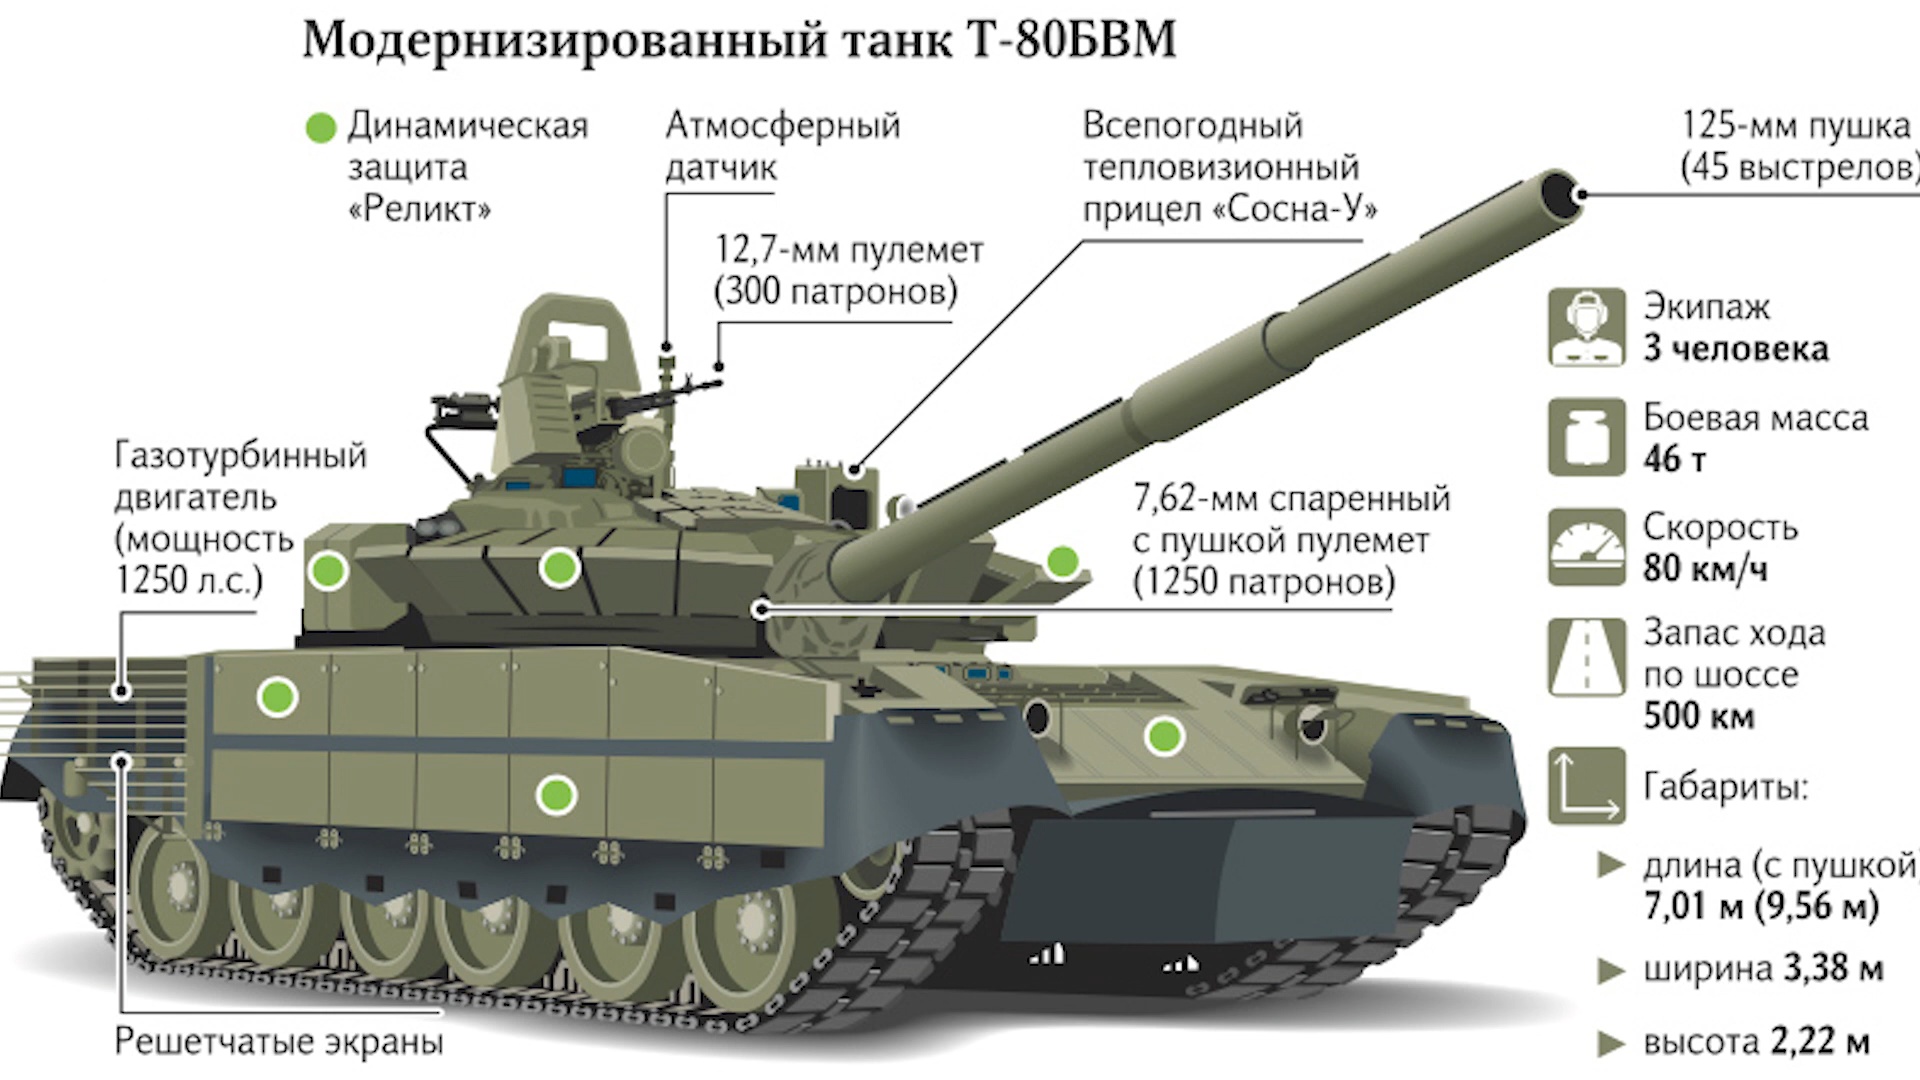 Модернизированный танк Т-80БВМ
Динамическая
защита
«Реликт»
Атмосферный
датчик
12,7-мм пулемет
(300 патронов)
Всепогодный
тепловизионный
прицел «Сосна-У»
125-мм пушка
(45 выстрелов)
Газотурбинный
двигатель
(мощность
1250 л.с.)
7,62-мм спаренный
с пушкой пулемет
(1250 патронов)
Решетчатые экраны
Экипаж
3 человека
Боевая масса
46 т
Скорость
80 км/ч
Запас хода
по шоссе
500 км
Габариты:
длина (с пушкой)
7,01 м (9,56 м)
ширина 3,38 м
высота 2,22 м